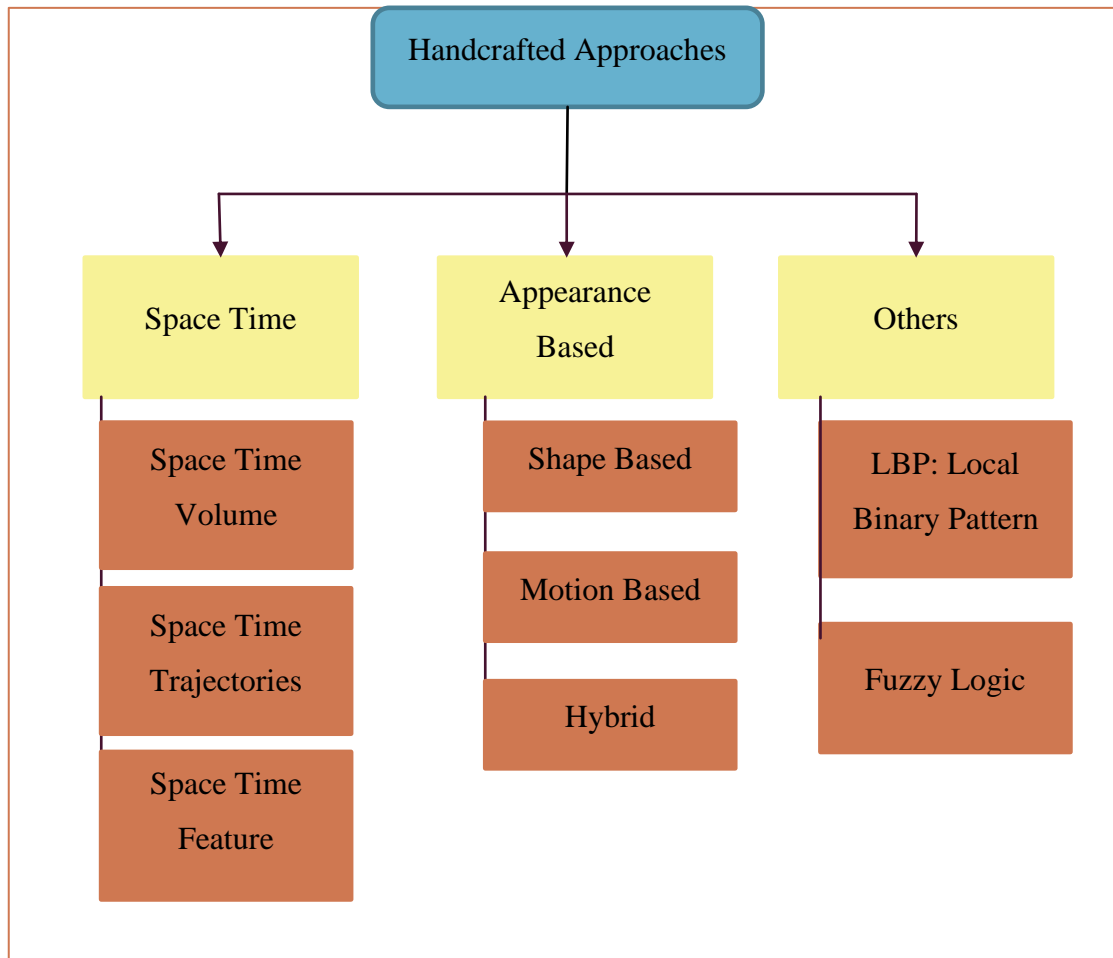 Handcrafted Approaches
Space Time
Appearance
Based
Others
Space Time
Volume
Space Time
Trajectories
Space Time
Feature
Shape Based
Motion Based
Hybrid
LBP: Local
Binary Pattern
Fuzzy Logic